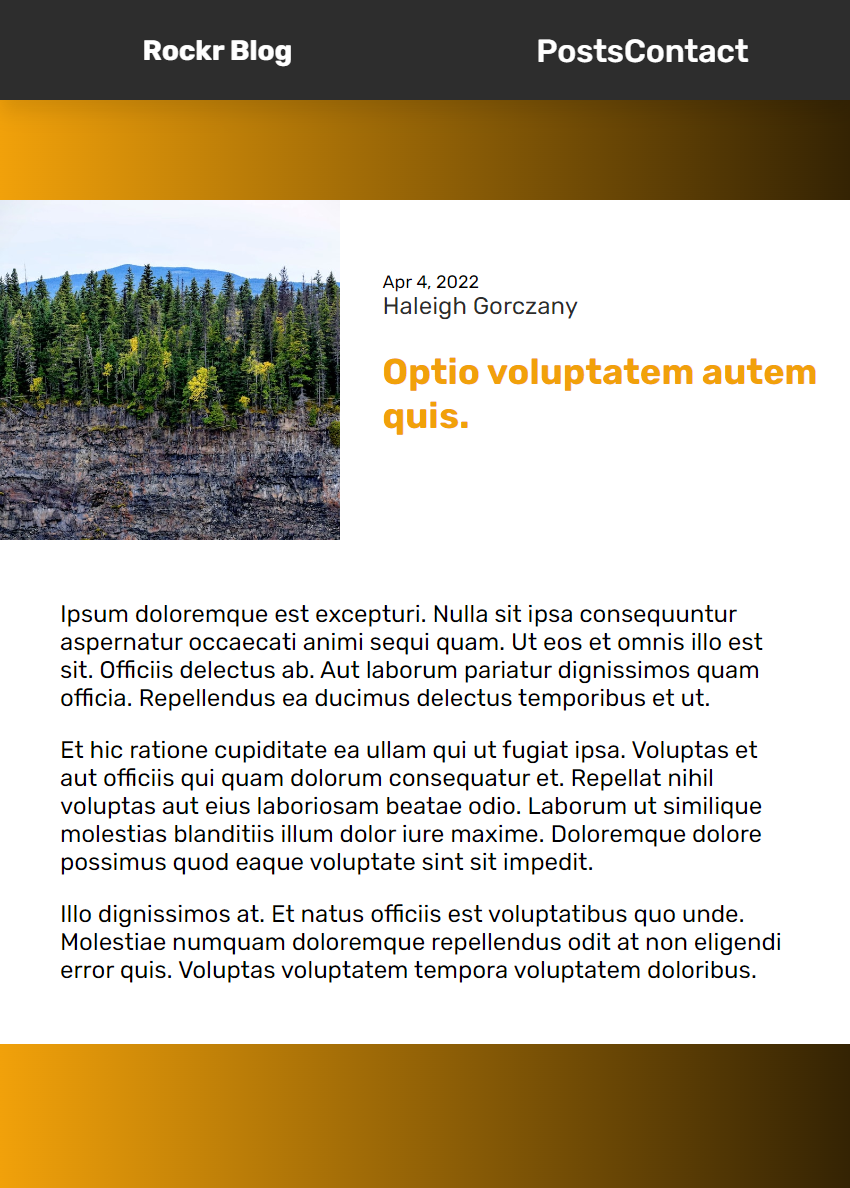 Rockr Blog
PostsContact
Apr 4, 2022
Haleigh Gorczany
Optio voluptatem autem
quis.
Ipsum doloremque est excepturi. Nulla sit ipsa consequuntur
aspernatur occaecati animi sequi quam. Ut eos et omnis illo est
sit. Officiis delectus ab. Aut laborum pariatur dignissimos quam
officia. Repellendus ea ducimus delectus temporibus et ut.
Et hic ratione cupiditate ea ullam qui ut fugiat ipsa. Voluptas et
aut officiis qui quam dolorum consequatur et. Repellat nihil
voluptas aut eius laboriosam beatae odio. Laborum ut similique
molestias blanditiis illum dolor iure maxime. Doloremque dolore
possimus quod eaque voluptate sint sit impedit.
Illo dignissimos at. Et natus officiis est voluptatibus quo unde.
Molestiae numquam doloremque repellendus odit at non eligendi
error quis. Voluptas voluptatem tempora voluptatem doloribus.